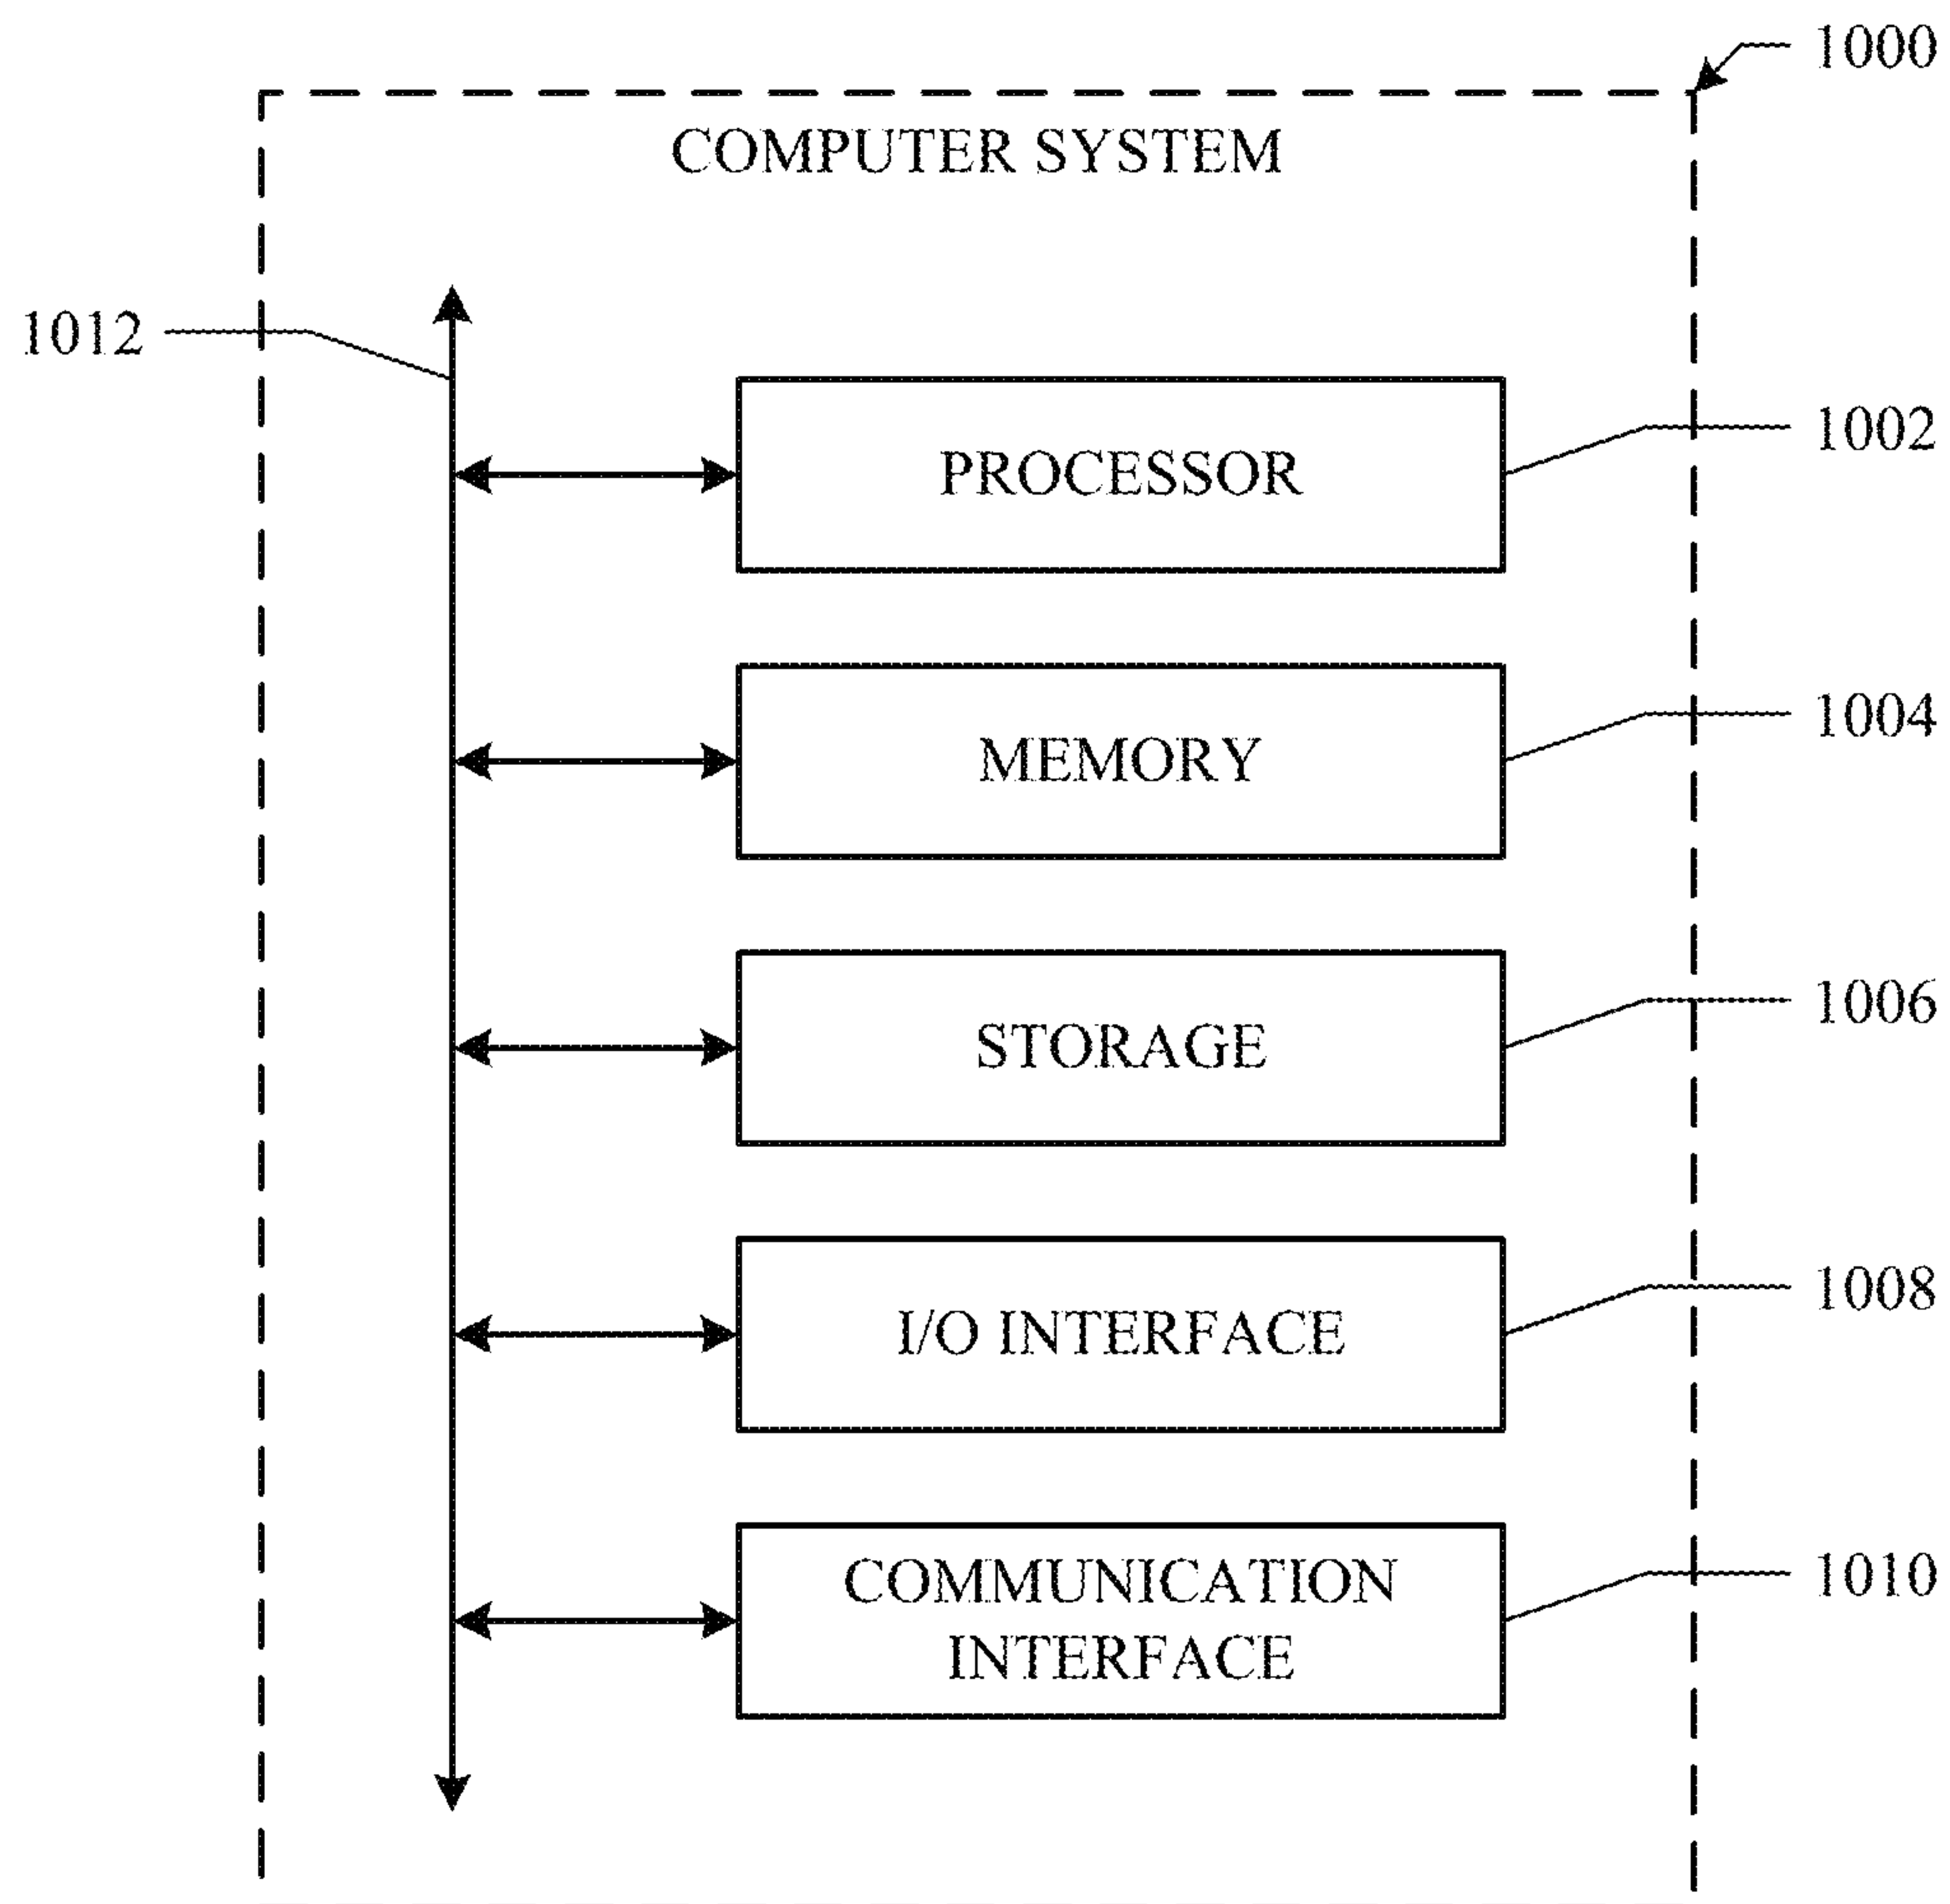 1000
COMPUTER SYSTEM
1012
PROCESSOR
1002
MEMORY
1004
STORAGE
1006
I/O INTERFACE
1008
COMMUNICATION
INTERFACE
1010